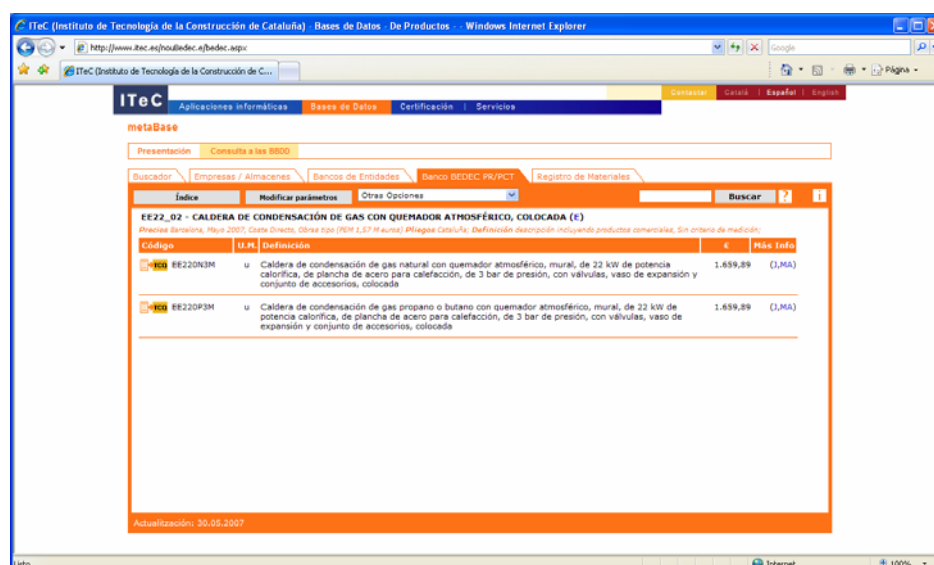 ITeC (Instituto de Tecnología de la Construcción de Cataluña) - Bases de Datos - De Productos - - Windows Internet Explorer
http://www.itec.es/noubedec.e/bedec.aspx
Google
ITeC (Instituto de Tecnología de la Construcción de C...
Página
Contactar Català | Español | English
ITeC
Aplicaciones informáticas Bases de Datos Certificación | Servicios
metaBase
Presentación Consulta a las BBDD
Buscador Empresas / Almacenes Bancos de Entidades Banco BEDEC PR/PCT Registro de Materiales
Índice Modificar parámetros Otras Opciones Buscar ? i
EE22_02 - CALDERA DE CONDENSACIÓN DE GAS CON QUEMADOR ATMOSFÉRICO, COLOCADA (E)
Precios Barcelona, Mayo 2007, Coste Directo, Obras tipo (PEM 1,57 M euros) Pliegos Cataluña; Definición descripción incluyendo productos comerciales, Sin criterio de medición;
Código U.M. Definición € Más Info
TCQ EE220N3M u Caldera de condensación de gas natural con quemador atmosférico, mural, de 22 kW de potencia 1.659,89 (J,MA)
calorífica, de plancha de acero para calefacción, de 3 bar de presión, con válvulas, vaso de expansión y
conjunto de accesorios, colocada
TCQ EE220P3M u Caldera de condensación de gas propano o butano con quemador atmosférico, mural, de 22 kW de 1.659,89 (J,MA)
potencia calorífica, de plancha de acero para calefacción, de 3 bar de presión, con válvulas, vaso de
expansión y conjunto de accesorios, colocada
Actualització: 30.05.2007
Listo Internet 100%